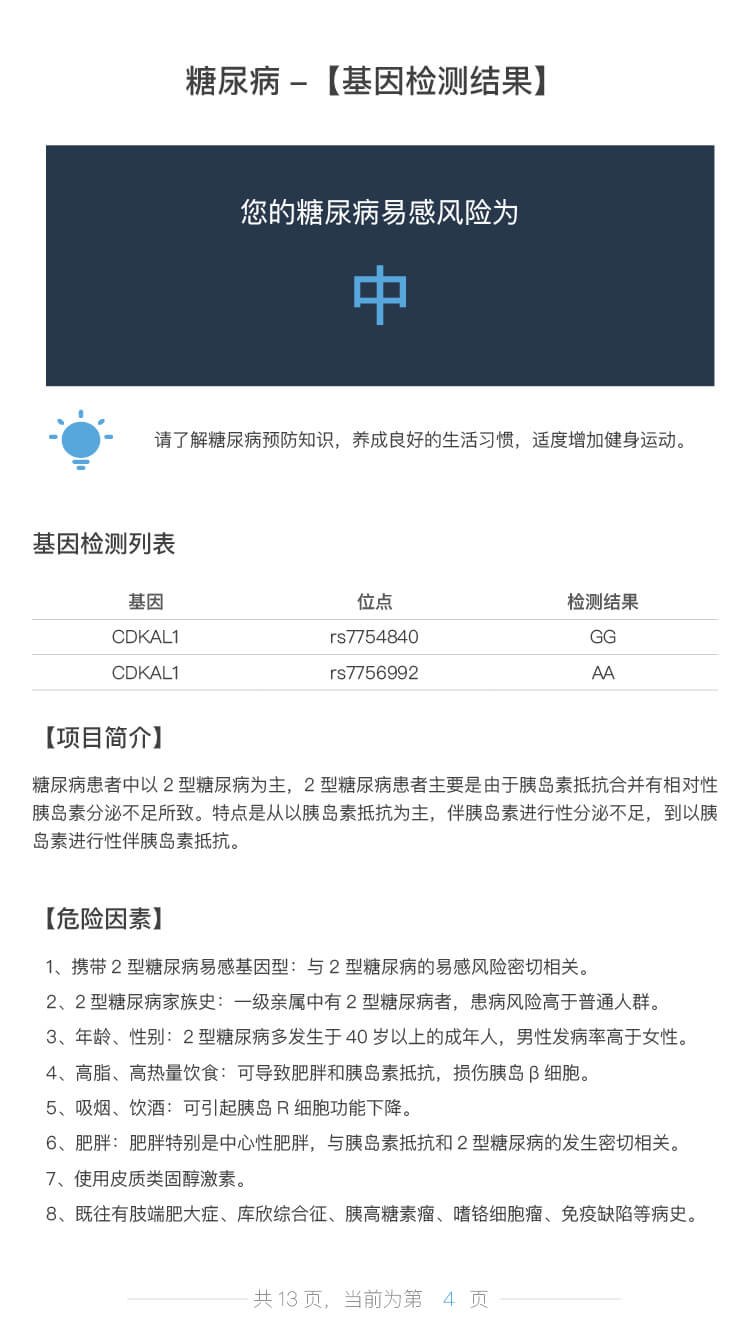 糖尿病 –【基因检测结果】
您的糖尿病易感风险为
中
请了解糖尿病预防知识，养成良好的生活习惯，适度增加健身运动。
基因检测列表
基因 位点 检测结果
CDKAL1 rs7754840 GG
CDKAL1 rs7756992 AA
【项目简介】
糖尿病患者中以 2 型糖尿病为主，2 型糖尿病患者主要是由于胰岛素抵抗合并有相对性
胰岛素分泌不足所致。特点是从以胰岛素抵抗为主，伴胰岛素进行性分泌不足，到以胰
岛素进行性伴胰岛素抵抗。
【危险因素】
1、携带 2 型糖尿病易感基因型：与 2 型糖尿病的易感风险密切相关。
2、2 型糖尿病家族史：一级亲属中有 2 型糖尿病者，患病风险高于普通人群。
3、年龄、性别：2 型糖尿病多发生于 40 岁以上的成年人，男性发病率高于女性。
4、高脂、高热量饮食：可导致肥胖和胰岛素抵抗，损伤胰岛 β 细胞。
5、吸烟、饮酒：可引起胰岛 R 细胞功能下降。
6、肥胖：肥胖特别是中心性肥胖，与胰岛素抵抗和 2 型糖尿病的发生密切相关。
7、使用皮质类固醇激素。
8、既往有肢端肥大症、库欣综合征、胰高糖素瘤、嗜铬细胞瘤、免疫缺陷等病史。
共 13 页，当前为第 4 页